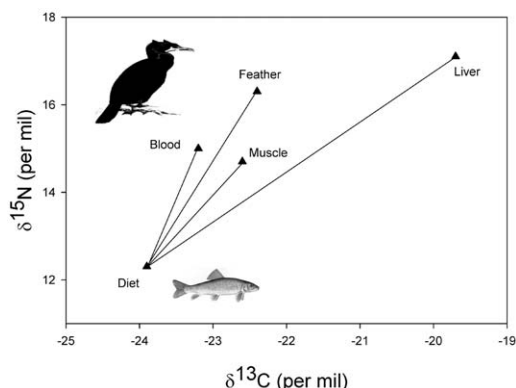 18
16
14
12
δ15N (per mil)
Feather
Liver
Blood
Muscle
Diet
-25
-24
-23
-22
-21
-20
-19
δ13C (per mil)